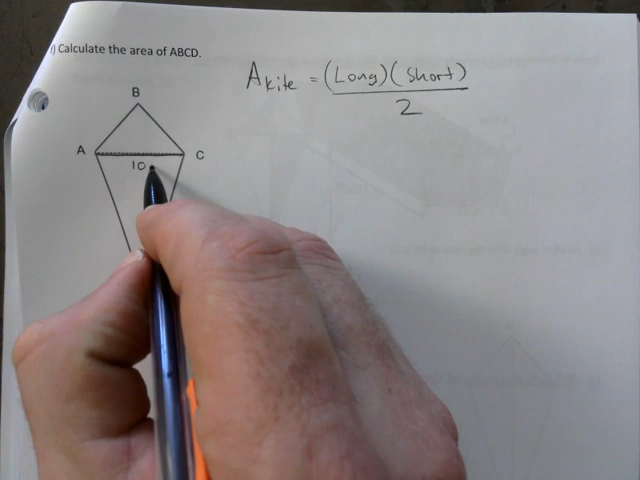 f) Calculate the area of ABCD.
A kite = (Long)(Short)
2
B
A
C
10